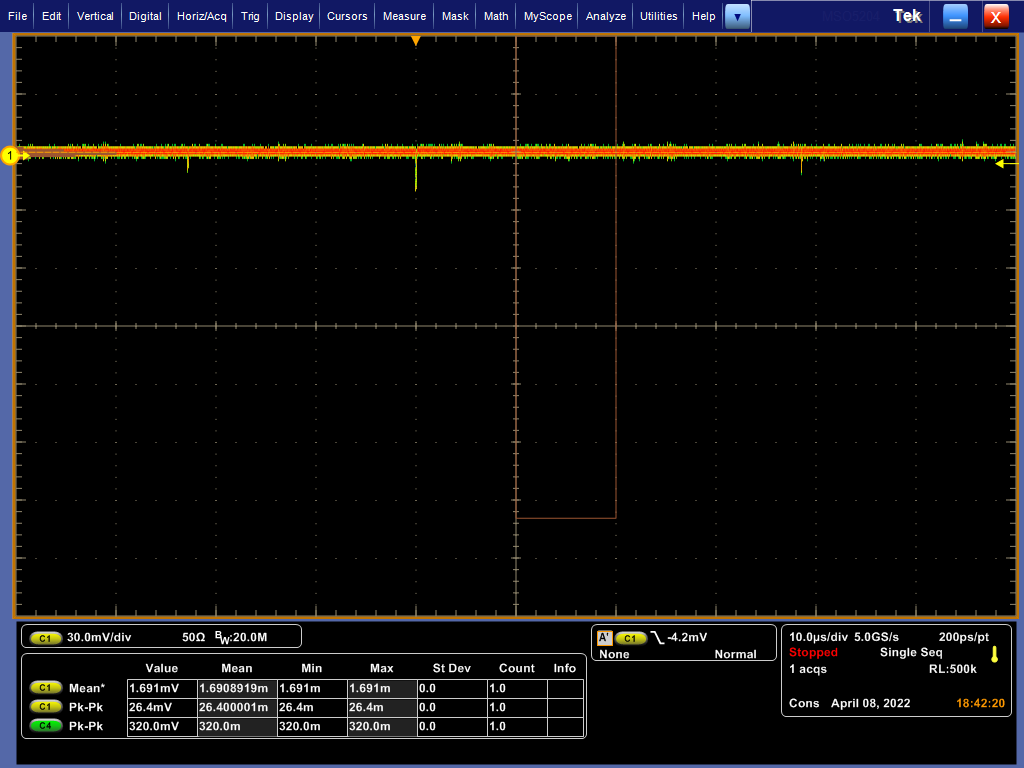 File Edit Vertical Digital Horiz/Acq Trig Display Cursors Measure Mask Math MyScope Analyze Utilities Help Tek X
1
C1 30.0mV/div 50Ω BW:20.0M
A' C1 -4.2mV
None Normal
10.0µs/div 5.0GS/s 200ps/pt
Stopped Single Seq
1 acqs RL:500k
Cons April 08, 2022 18:42:20
Value Mean Min Max St Dev Count Info
C1 Mean* 1.691mV 1.6908919m 1.691m 1.691m 0.0 1.0
C1 Pk-Pk 26.4mV 26.400001m 26.4m 26.4m 0.0 1.0
C4 Pk-Pk 320.0mV 320.0m 320.0m 320.0m 0.0 1.0